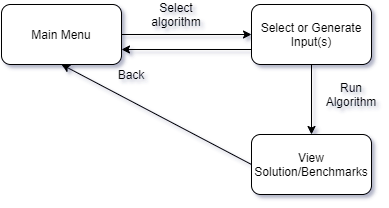 Main Menu
Select
algorithm
Select or Generate
Input(s)
Back
Run
Algorithm
View
Solution/Benchmarks